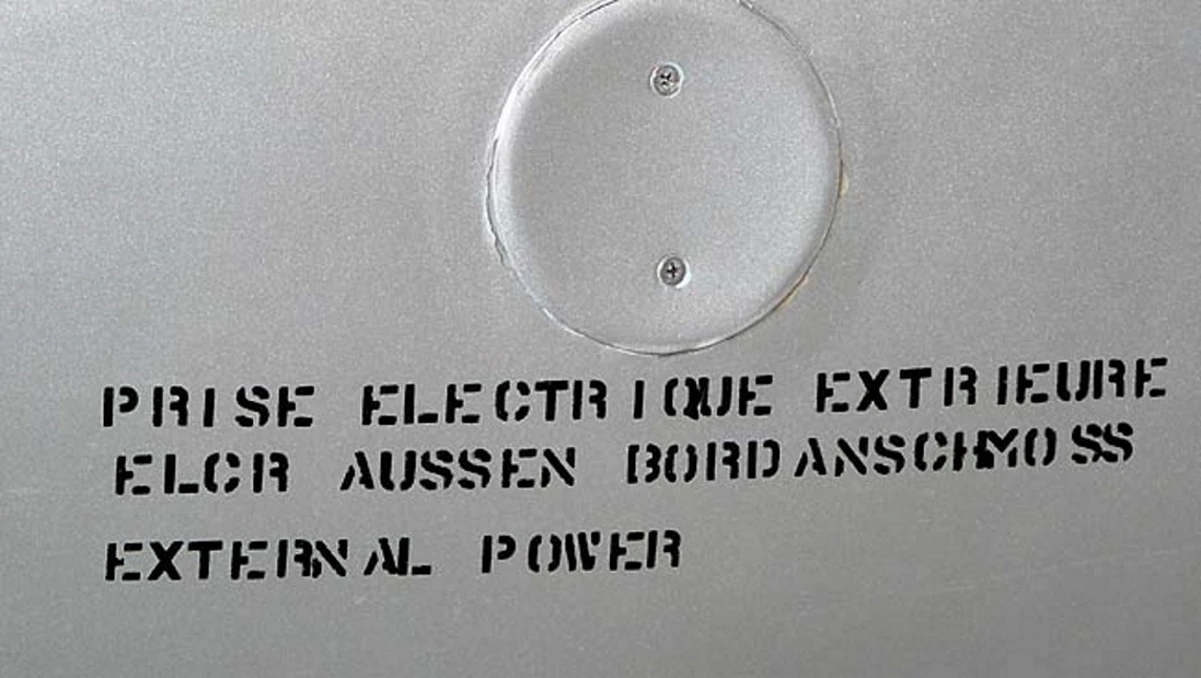 PRISE ELECTRIQUE EXTRIEURE
ELCR AUSSEN BORDANSCHMOSS
EXTERNAL POWER